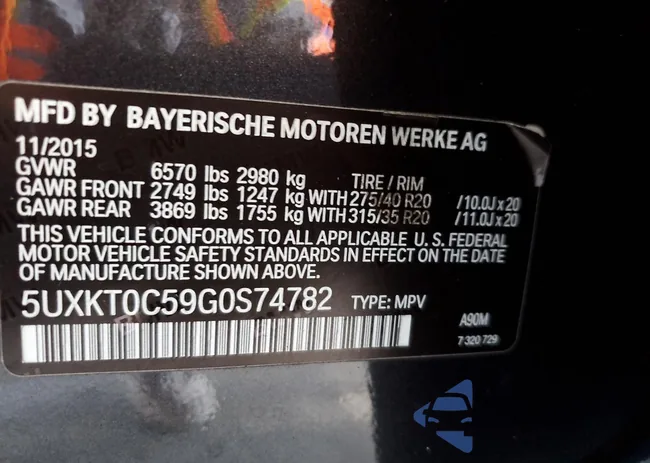 MFD BY BAYERISCHE MOTOREN WERKE AG
11/2015
GVWR 6570 lbs 2980 kg TIRE / RIM
GAWR FRONT 2749 lbs 1247 kg WITH 275/40 R20 /10.0J x 20
GAWR REAR 3869 lbs 1755 kg WITH 315/35 R20 /11.0J x 20
THIS VEHICLE CONFORMS TO ALL APPLICABLE U. S. FEDERAL
MOTOR VEHICLE SAFETY STANDARDS IN EFFECT ON THE DATE
OF MANUFACTURE SHOWN ABOVE.
5UXKT0C59G0S74782 TYPE: MPV
A90M
7 320 729